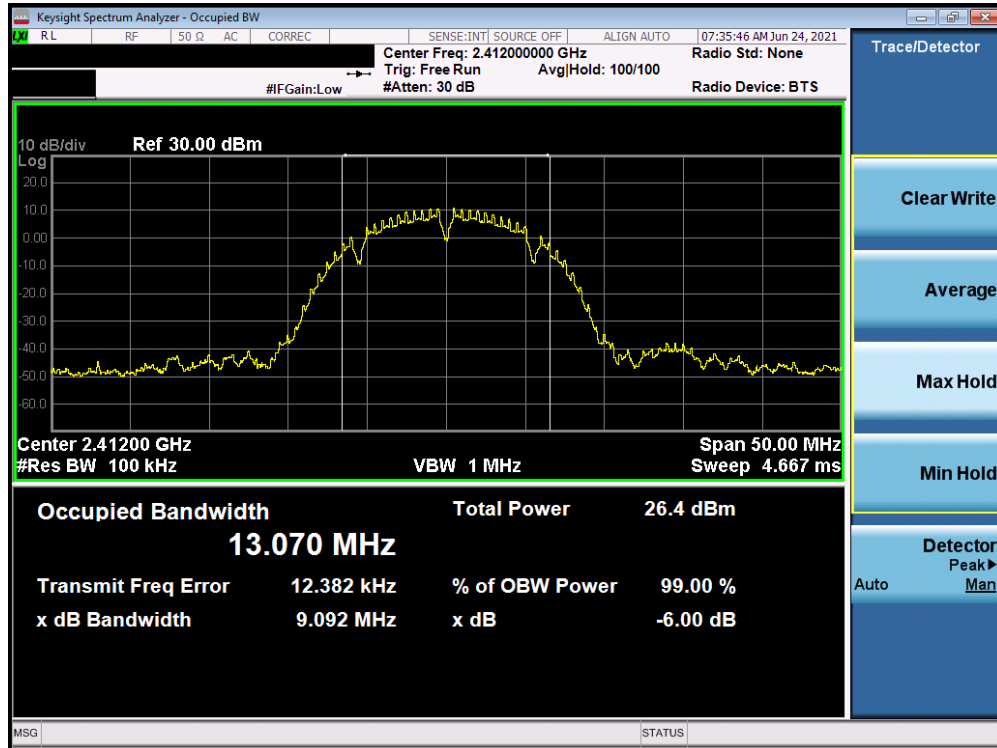 Keysight Spectrum Analyzer - Occupied BW
LXI RL RF 50 Ω AC CORREC SENSE:INT SOURCE OFF ALIGN AUTO 07:35:46 AM Jun 24, 2021
Center Freq: 2.412000000 GHz Radio Std: None
Trig: Free Run Avg|Hold: 100/100
#IFGain:Low #Atten: 30 dB Radio Device: BTS
10 dB/div Ref 30.00 dBm
Log
20.0
10.0
0.00
-10.0
-20.0
-30.0
-40.0
-50.0
-60.0
Center 2.41200 GHz Span 50.00 MHz
#Res BW 100 kHz VBW 1 MHz Sweep 4.667 ms
Occupied Bandwidth Total Power 26.4 dBm
13.070 MHz
Transmit Freq Error 12.382 kHz % of OBW Power 99.00 %
x dB Bandwidth 9.092 MHz x dB -6.00 dB
MSG STATUS
Trace/Detector
Clear Write
Average
Max Hold
Min Hold
Detector
Peak▶
Auto Man